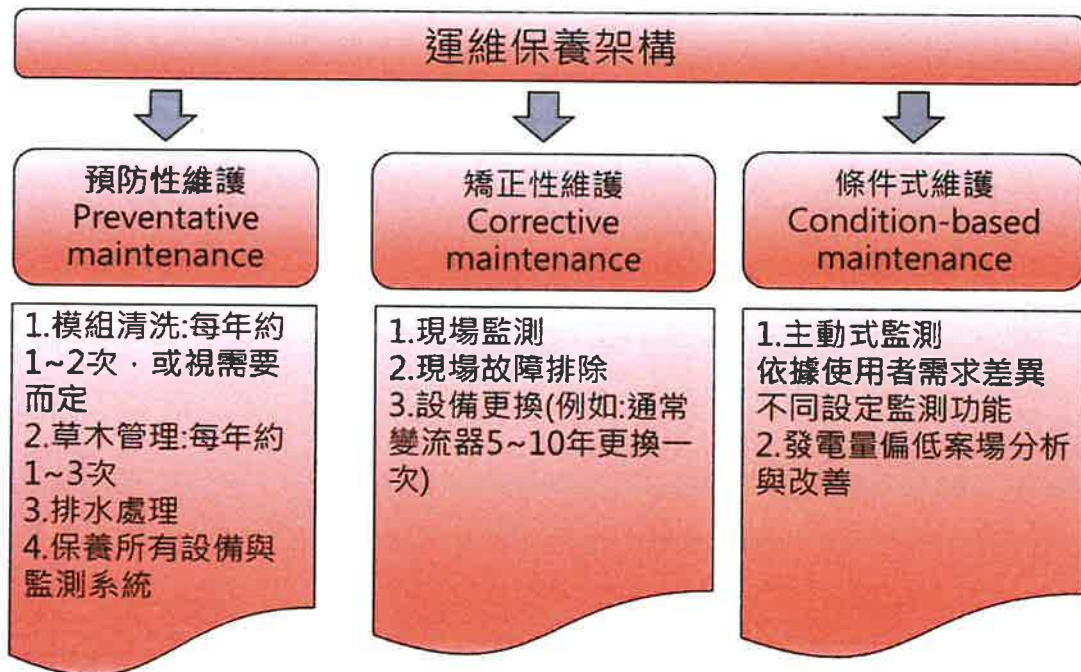 運維保養架構
預防性維護
Preventative
maintenance
矯正性維護
Corrective
maintenance
條件式維護
Condition-based
maintenance
1.模組清洗:每年約
1~2次，或視需要
而定
2.草木管理:每年約
1~3次
3.排水處理
4.保養所有設備與
監測系統
1.現場監測
2.現場故障排除
3.設備更換(例如:通常
變流器5~10年更換一
次)
1.主動式監測
依據使用者需求差異
不同設定監測功能
2.發電量偏低案場分析
與改善